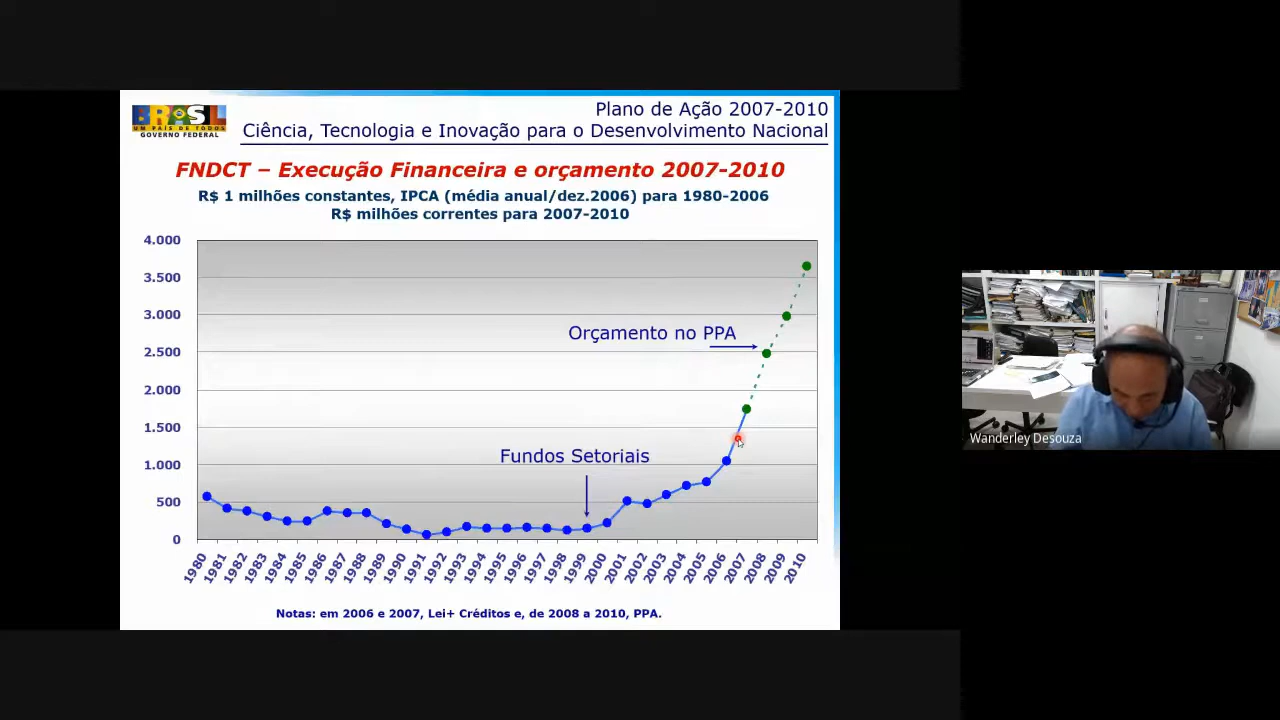 BRASIL
UM PAÍS DE TODOS
GOVERNO FEDERAL
Plano de Ação 2007-2010
Ciência, Tecnologia e Inovação para o Desenvolvimento Nacional
FNDCT – Execução Financeira e orçamento 2007-2010
R$ 1 milhões constantes, IPCA (média anual/dez.2006) para 1980-2006
R$ milhões correntes para 2007-2010
4.000
3.500
3.000
2.500
2.000
1.500
1.000
500
0
Orçamento no PPA
Fundos Setoriais
1980 1981 1982 1983 1984 1985 1986 1987 1988 1989 1990 1991 1992 1993 1994 1995 1996 1997 1998 1999 2000 2001 2002 2003 2004 2005 2006 2007 2008 2009 2010
Notas: em 2006 e 2007, Lei+ Créditos e, de 2008 a 2010, PPA.
Wanderley Desouza